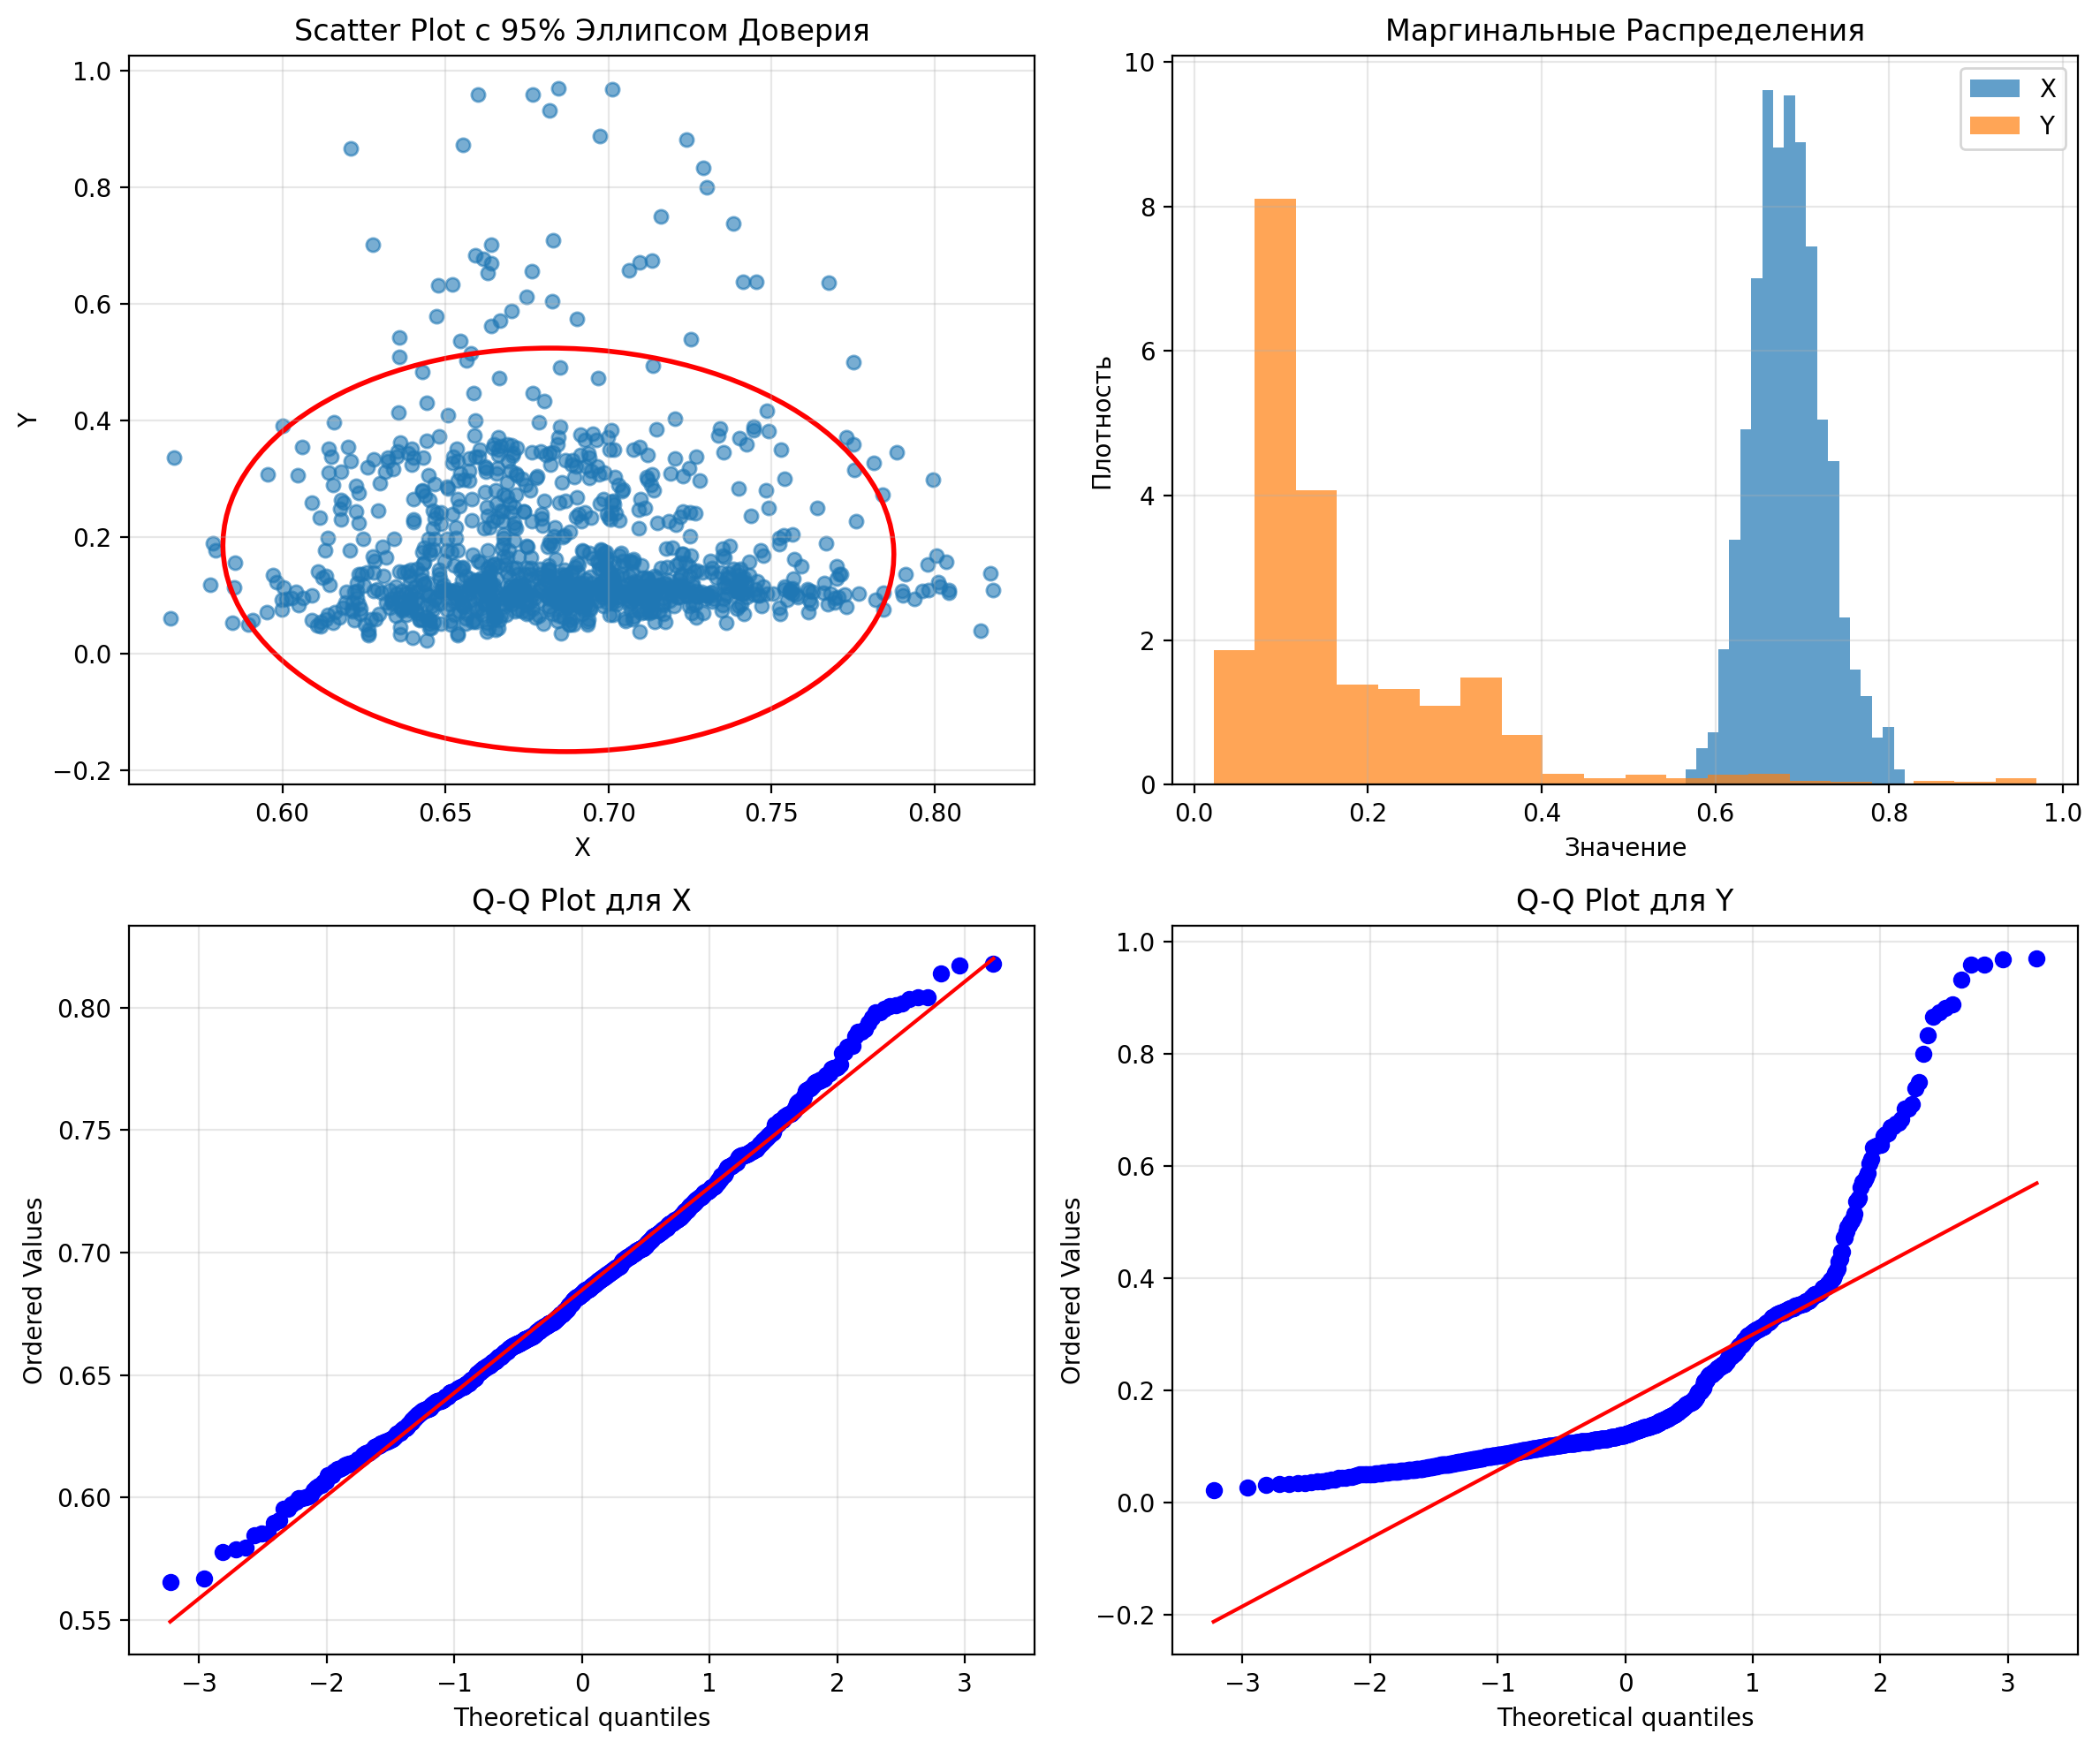 Scatter Plot с 95% Эллипсом Доверия
1.0
0.8
0.6
0.4
0.2
0.0
−0.2
Y
0.60 0.65 0.70 0.75 0.80
X
Маргинальные Распределения
X
Y
10
8
6
4
2
0
Плотность
0.0 0.2 0.4 0.6 0.8 1.0
Значение
Q-Q Plot для X
0.80
0.75
0.70
0.65
0.60
0.55
Ordered Values
−3 −2 −1 0 1 2 3
Theoretical quantiles
Q-Q Plot для Y
1.0
0.8
0.6
0.4
0.2
0.0
−0.2
Ordered Values
−3 −2 −1 0 1 2 3
Theoretical quantiles